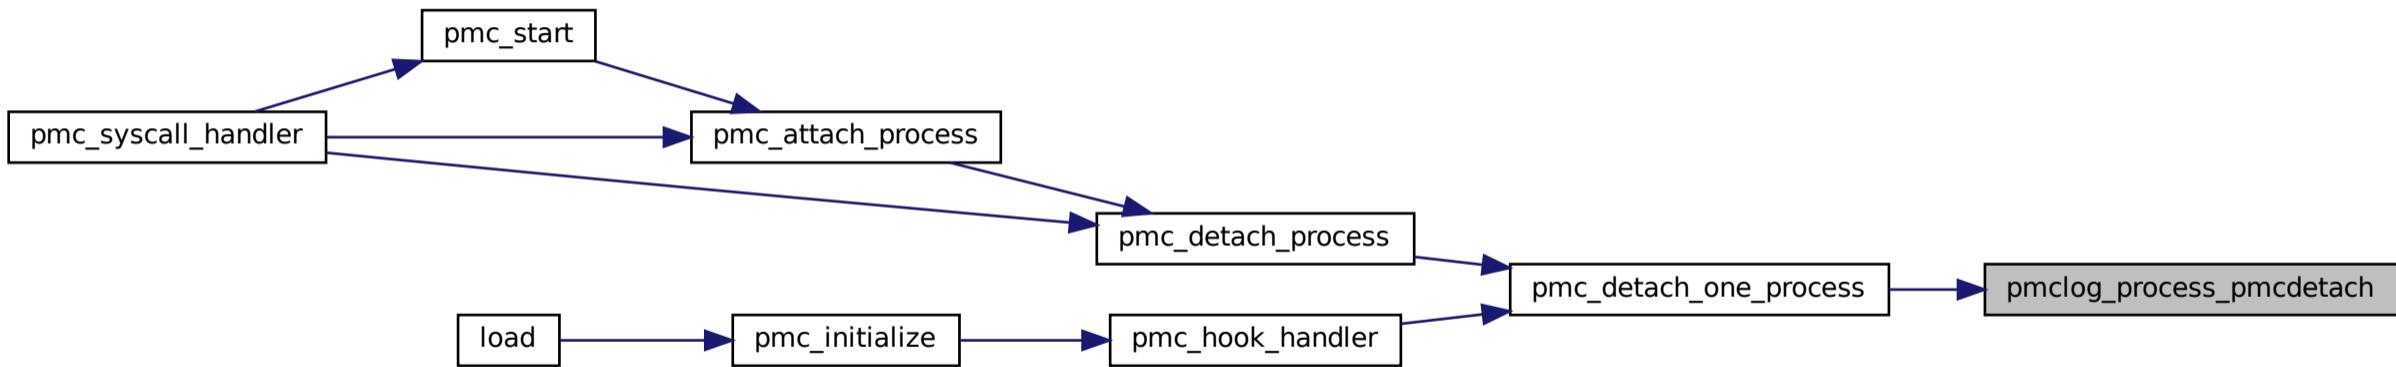 pmc_start
pmc_syscall_handler
pmc_attach_process
pmc_detach_process
pmc_detach_one_process
pmclog_process_pmcdetach
load
pmc_initialize
pmc_hook_handler